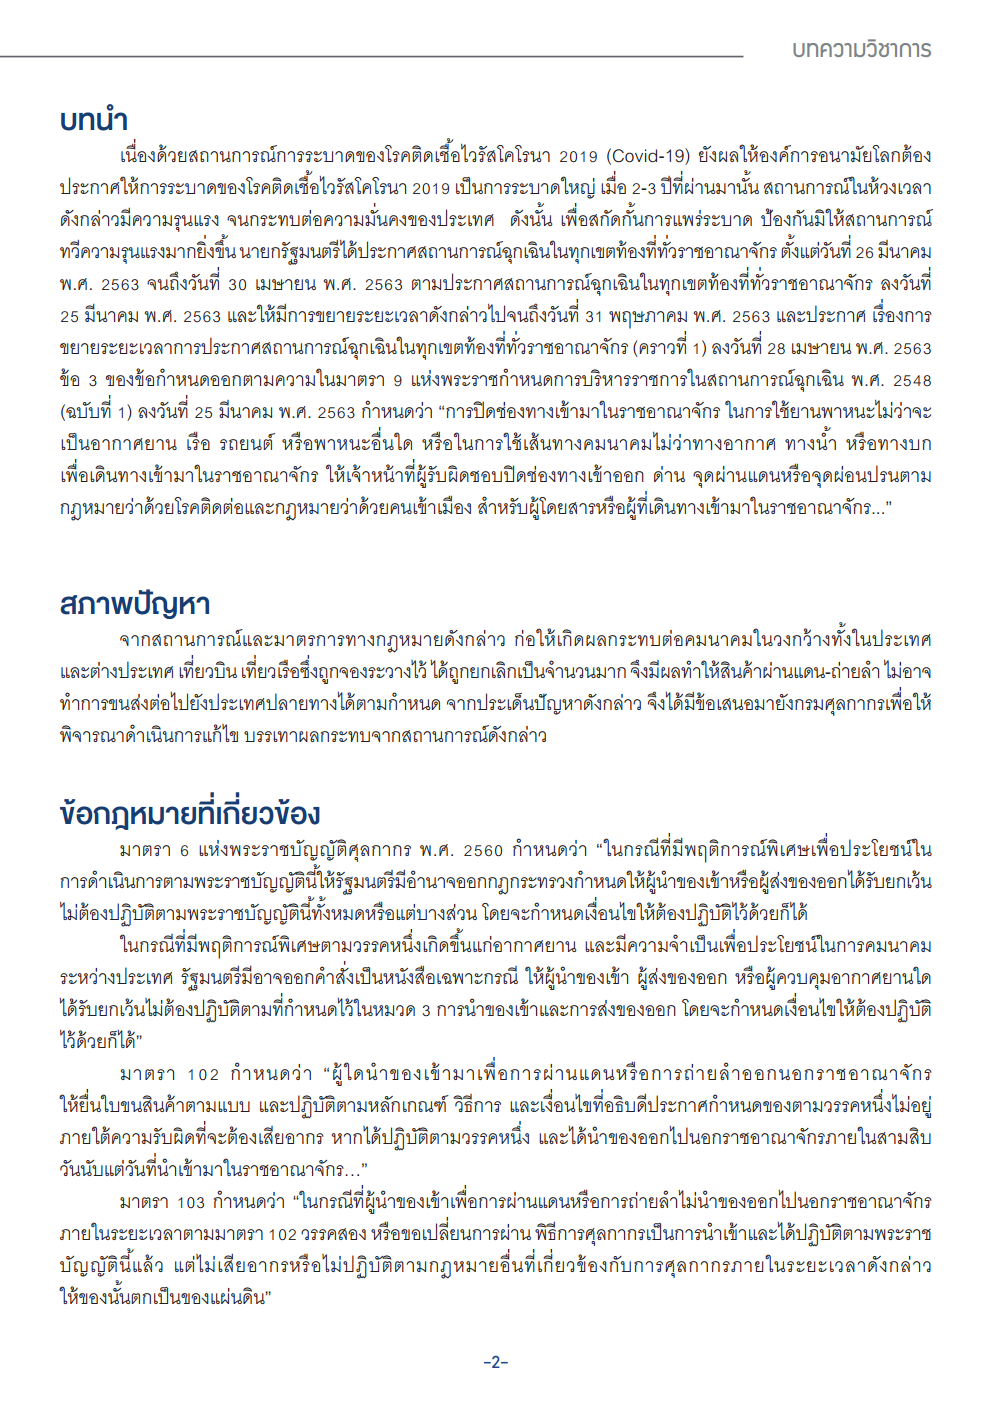 บทความวิชาการ
บทนำ
เนื่องด้วยสถานการณ์การระบาดของโรคติดเชื้อไวรัสโคโรนา 2019 (Covid-19) ยังผลให้องค์การอนามัยโลกต้อง
ประกาศให้การระบาดของโรคติดเชื้อไวรัสโคโรนา 2019 เป็นการระบาดใหญ่ เมื่อ 2-3 ปีที่ผ่านมานั้น สถานการณ์ในห้วงเวลา
ดังกล่าวมีความรุนแรง จนกระทบต่อความมั่นคงของประเทศ ดังนั้น เพื่อสกัดกั้นการแพร่ระบาด ป้องกันมิให้สถานการณ์
ทวีความรุนแรงมากยิ่งขึ้น นายกรัฐมนตรีได้ประกาศสถานการณ์ฉุกเฉินในทุกเขตท้องที่ทั่วราชอาณาจักร ตั้งแต่วันที่ 26 มีนาคม
พ.ศ. 2563 จนถึงวันที่ 30 เมษายน พ.ศ. 2563 ตามประกาศสถานการณ์ฉุกเฉินในทุกเขตท้องที่ทั่วราชอาณาจักร ลงวันที่
25 มีนาคม พ.ศ. 2563 และให้มีการขยายระยะเวลาดังกล่าวไปจนถึงวันที่ 31 พฤษภาคม พ.ศ. 2563 และประกาศ เรื่องการ
ขยายระยะเวลาการประกาศสถานการณ์ฉุกเฉินในทุกเขตท้องที่ทั่วราชอาณาจักร (คราวที่ 1) ลงวันที่ 28 เมษายน พ.ศ. 2563
ข้อ 3 ของข้อกำหนดออกตามความในมาตรา 9 แห่งพระราชกำหนดการบริหารราชการในสถานการณ์ฉุกเฉิน พ.ศ. 2548
(ฉบับที่ 1) ลงวันที่ 25 มีนาคม พ.ศ. 2563 กำหนดว่า “การปิดช่องทางเข้ามาในราชอาณาจักร ในการใช้ยานพาหนะไม่ว่าจะ
เป็นอากาศยาน เรือ รถยนต์ หรือพาหนะอื่นใด หรือในการใช้เส้นทางคมนาคมไม่ว่าทางอากาศ ทางน้ำ หรือทางบก
เพื่อเดินทางเข้ามาในราชอาณาจักร ให้เจ้าหน้าที่ผู้รับผิดชอบปิดช่องทางเข้าออก ด่าน จุดผ่านแดนหรือจุดผ่อนปรนตาม
กฎหมายว่าด้วยโรคติดต่อและกฎหมายว่าด้วยคนเข้าเมือง สำหรับผู้โดยสารหรือผู้ที่เดินทางเข้ามาในราชอาณาจักร...”
สภาพปัญหา
จากสถานการณ์และมาตรการทางกฎหมายดังกล่าว ก่อให้เกิดผลกระทบต่อคมนาคมในวงกว้างทั้งในประเทศ
และต่างประเทศ เที่ยวบิน เที่ยวเรือซึ่งถูกจองระวางไว้ ได้ถูกยกเลิกเป็นจำนวนมาก จึงมีผลทำให้สินค้าผ่านแดน-ถ่ายลำ ไม่อาจ
ทำการขนส่งต่อไปยังประเทศปลายทางได้ตามกำหนด จากประเด็นปัญหาดังกล่าว จึงได้มีข้อเสนอมายังกรมศุลกากรเพื่อให้
พิจารณาดำเนินการแก้ไข บรรเทาผลกระทบจากสถานการณ์ดังกล่าว
ข้อกฎหมายที่เกี่ยวข้อง
มาตรา 6 แห่งพระราชบัญญัติศุลกากร พ.ศ. 2560 กำหนดว่า “ในกรณีที่มีพฤติการณ์พิเศษเพื่อประโยชน์ใน
การดำเนินการตามพระราชบัญญัตินี้ให้รัฐมนตรีมีอำนาจออกกฎกระทรวงกำหนดให้ผู้นำของเข้าหรือผู้ส่งของออกได้รับยกเว้น
ไม่ต้องปฏิบัติตามพระราชบัญญัตินี้ทั้งหมดหรือแต่บางส่วน โดยจะกำหนดเงื่อนไขให้ต้องปฏิบัติไว้ด้วยก็ได้
ในกรณีที่มีพฤติการณ์พิเศษตามวรรคหนึ่งเกิดขึ้นแก่อากาศยาน และมีความจำเป็นเพื่อประโยชน์ในการคมนาคม
ระหว่างประเทศ รัฐมนตรีมีอาจออกคำสั่งเป็นหนังสือเฉพาะกรณี ให้ผู้นำของเข้า ผู้ส่งของออก หรือผู้ควบคุมอากาศยานใด
ได้รับยกเว้นไม่ต้องปฏิบัติตามที่กำหนดไว้ในหมวด 3 การนำของเข้าและการส่งของออก โดยจะกำหนดเงื่อนไขให้ต้องปฏิบัติ
ไว้ด้วยก็ได้”
มาตรา 102 กำหนดว่า “ผู้ใดนำของเข้ามาเพื่อการผ่านแดนหรือการถ่ายลำออกนอกราชอาณาจักร
ให้ยื่นใบขนสินค้าตามแบบ และปฏิบัติตามหลักเกณฑ์ วิธีการ และเงื่อนไขที่อธิบดีประกาศกำหนดของตามวรรคหนึ่งไม่อยู่
ภายใต้ความรับผิดที่จะต้องเสียอากร หากได้ปฏิบัติตามวรรคหนึ่ง และได้นำของออกไปนอกราชอาณาจักรภายในสามสิบ
วันนับแต่วันที่นำเข้ามาในราชอาณาจักร...”
มาตรา 103 กำหนดว่า “ในกรณีที่ผู้นำของเข้าเพื่อการผ่านแดนหรือการถ่ายลำไม่นำของออกไปนอกราชอาณาจักร
ภายในระยะเวลาตามมาตรา 102 วรรคสอง หรือขอเปลี่ยนการผ่าน พิธีการศุลกากรเป็นการนำเข้าและได้ปฏิบัติตามพระราช
บัญญัตินี้แล้ว แต่ไม่เสียอากรหรือไม่ปฏิบัติตามกฎหมายอื่นที่เกี่ยวข้องกับการศุลกากรภายในระยะเวลาดังกล่าว
ให้ของนั้นตกเป็นของแผ่นดิน”
-2-